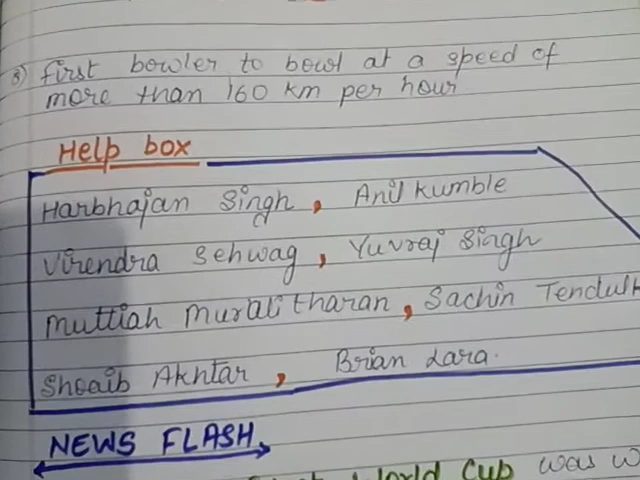 8) first bowler to bowl at a speed of
more than 160 km per hour
Help box
Harbhajan Singh, Anil Kumble
Virendra Sehwag, Yuvraj Singh
Muttiah Muralitharan, Sachin
Shoaib Akhtar, Brian Lara.
NEWS FLASH
World Cup was